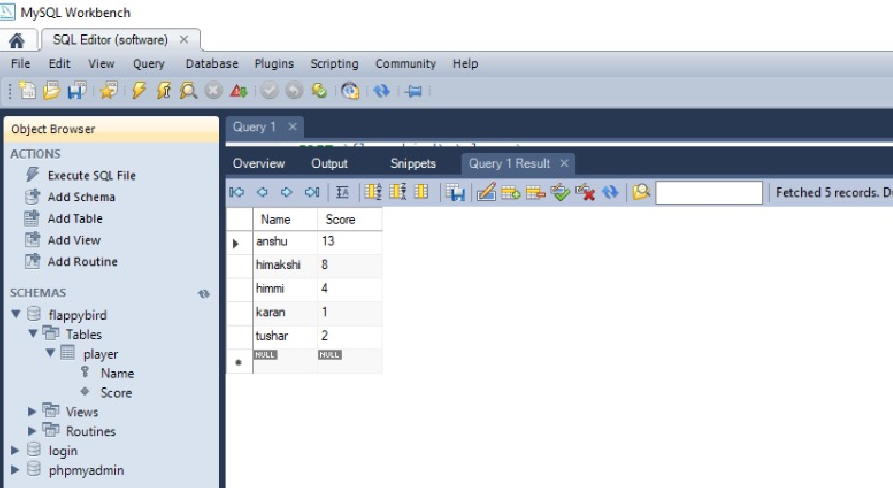 MySQL Workbench
SQL Editor (software) ×
File Edit View Query Database Plugins Scripting Community Help
Object Browser
Query 1 ×
ACTIONS
Execute SQL File
Add Schema
Add Table
Add View
Add Routine
SCHEMAS
flappybird
Tables
player
Name
Score
Views
Routines
login
phpmyadmin
Overview Output Snippets Query 1 Result ×
Fetched 5 records.
Name Score
anshu 13
himakshi 8
himmi 4
karan 1
tushar 2
NULL NULL